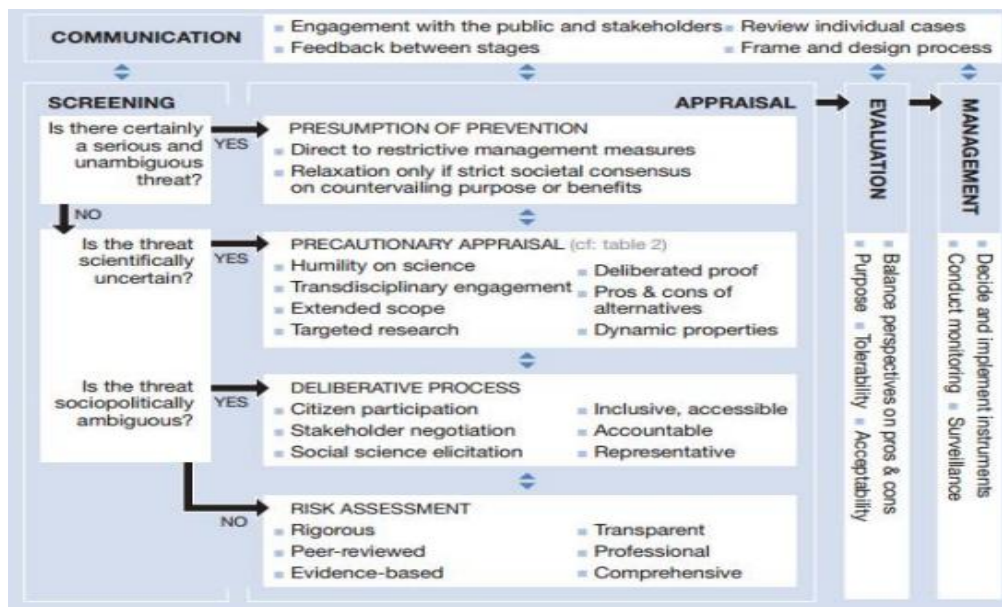 COMMUNICATION
Engagement with the public and stakeholders
Review individual cases
Feedback between stages
Frame and design process
SCREENING
APPRAISAL
Is there certainly
a serious and
unambiguous
threat?
YES
PRESUMPTION OF PREVENTION
Direct to restrictive management measures
Relaxation only if strict societal consensus
on countervailing purpose or benefits
NO
Is the threat
scientifically
uncertain?
YES
PRECAUTIONARY APPRAISAL (cf: table 2)
Humility on science
Transdisciplinary engagement
Extended scope
Targeted research
Deliberated proof
Pros & cons of
alternatives
Dynamic properties
Is the threat
sociopolitically
ambiguous?
YES
DELIBERATIVE PROCESS
Citizen participation
Stakeholder negotiation
Social science elicitation
Inclusive, accessible
Accountable
Representative
NO
RISK ASSESSMENT
Rigorous
Peer-reviewed
Evidence-based
Transparent
Professional
Comprehensive
EVALUATION
Balance perspectives on pros & cons
Purpose Tolerability Acceptability
MANAGEMENT
Decide and implement instruments
Conduct monitoring Surveillance